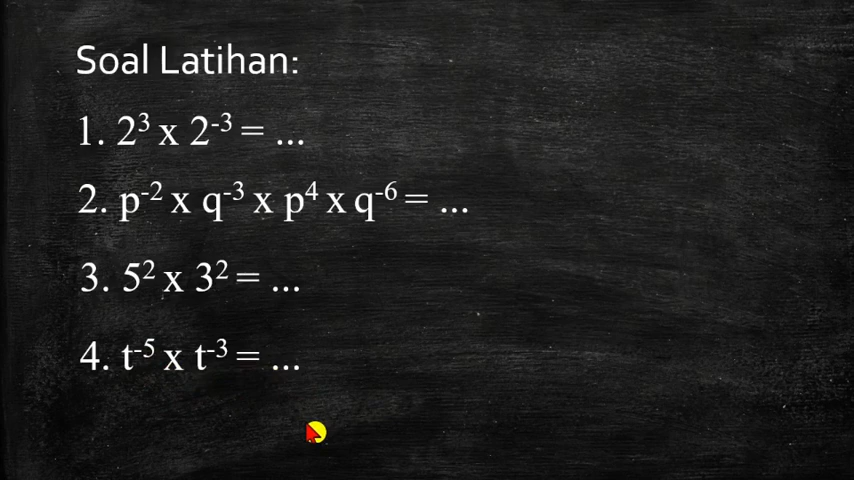 Soal Latihan:
1. 2³ x 2⁻³ = ...
2. p⁻² x q⁻³ x p⁴ x q⁻⁶ = ...
3. 5² x 3² = ...
4. t⁻⁵ x t⁻³ = ...